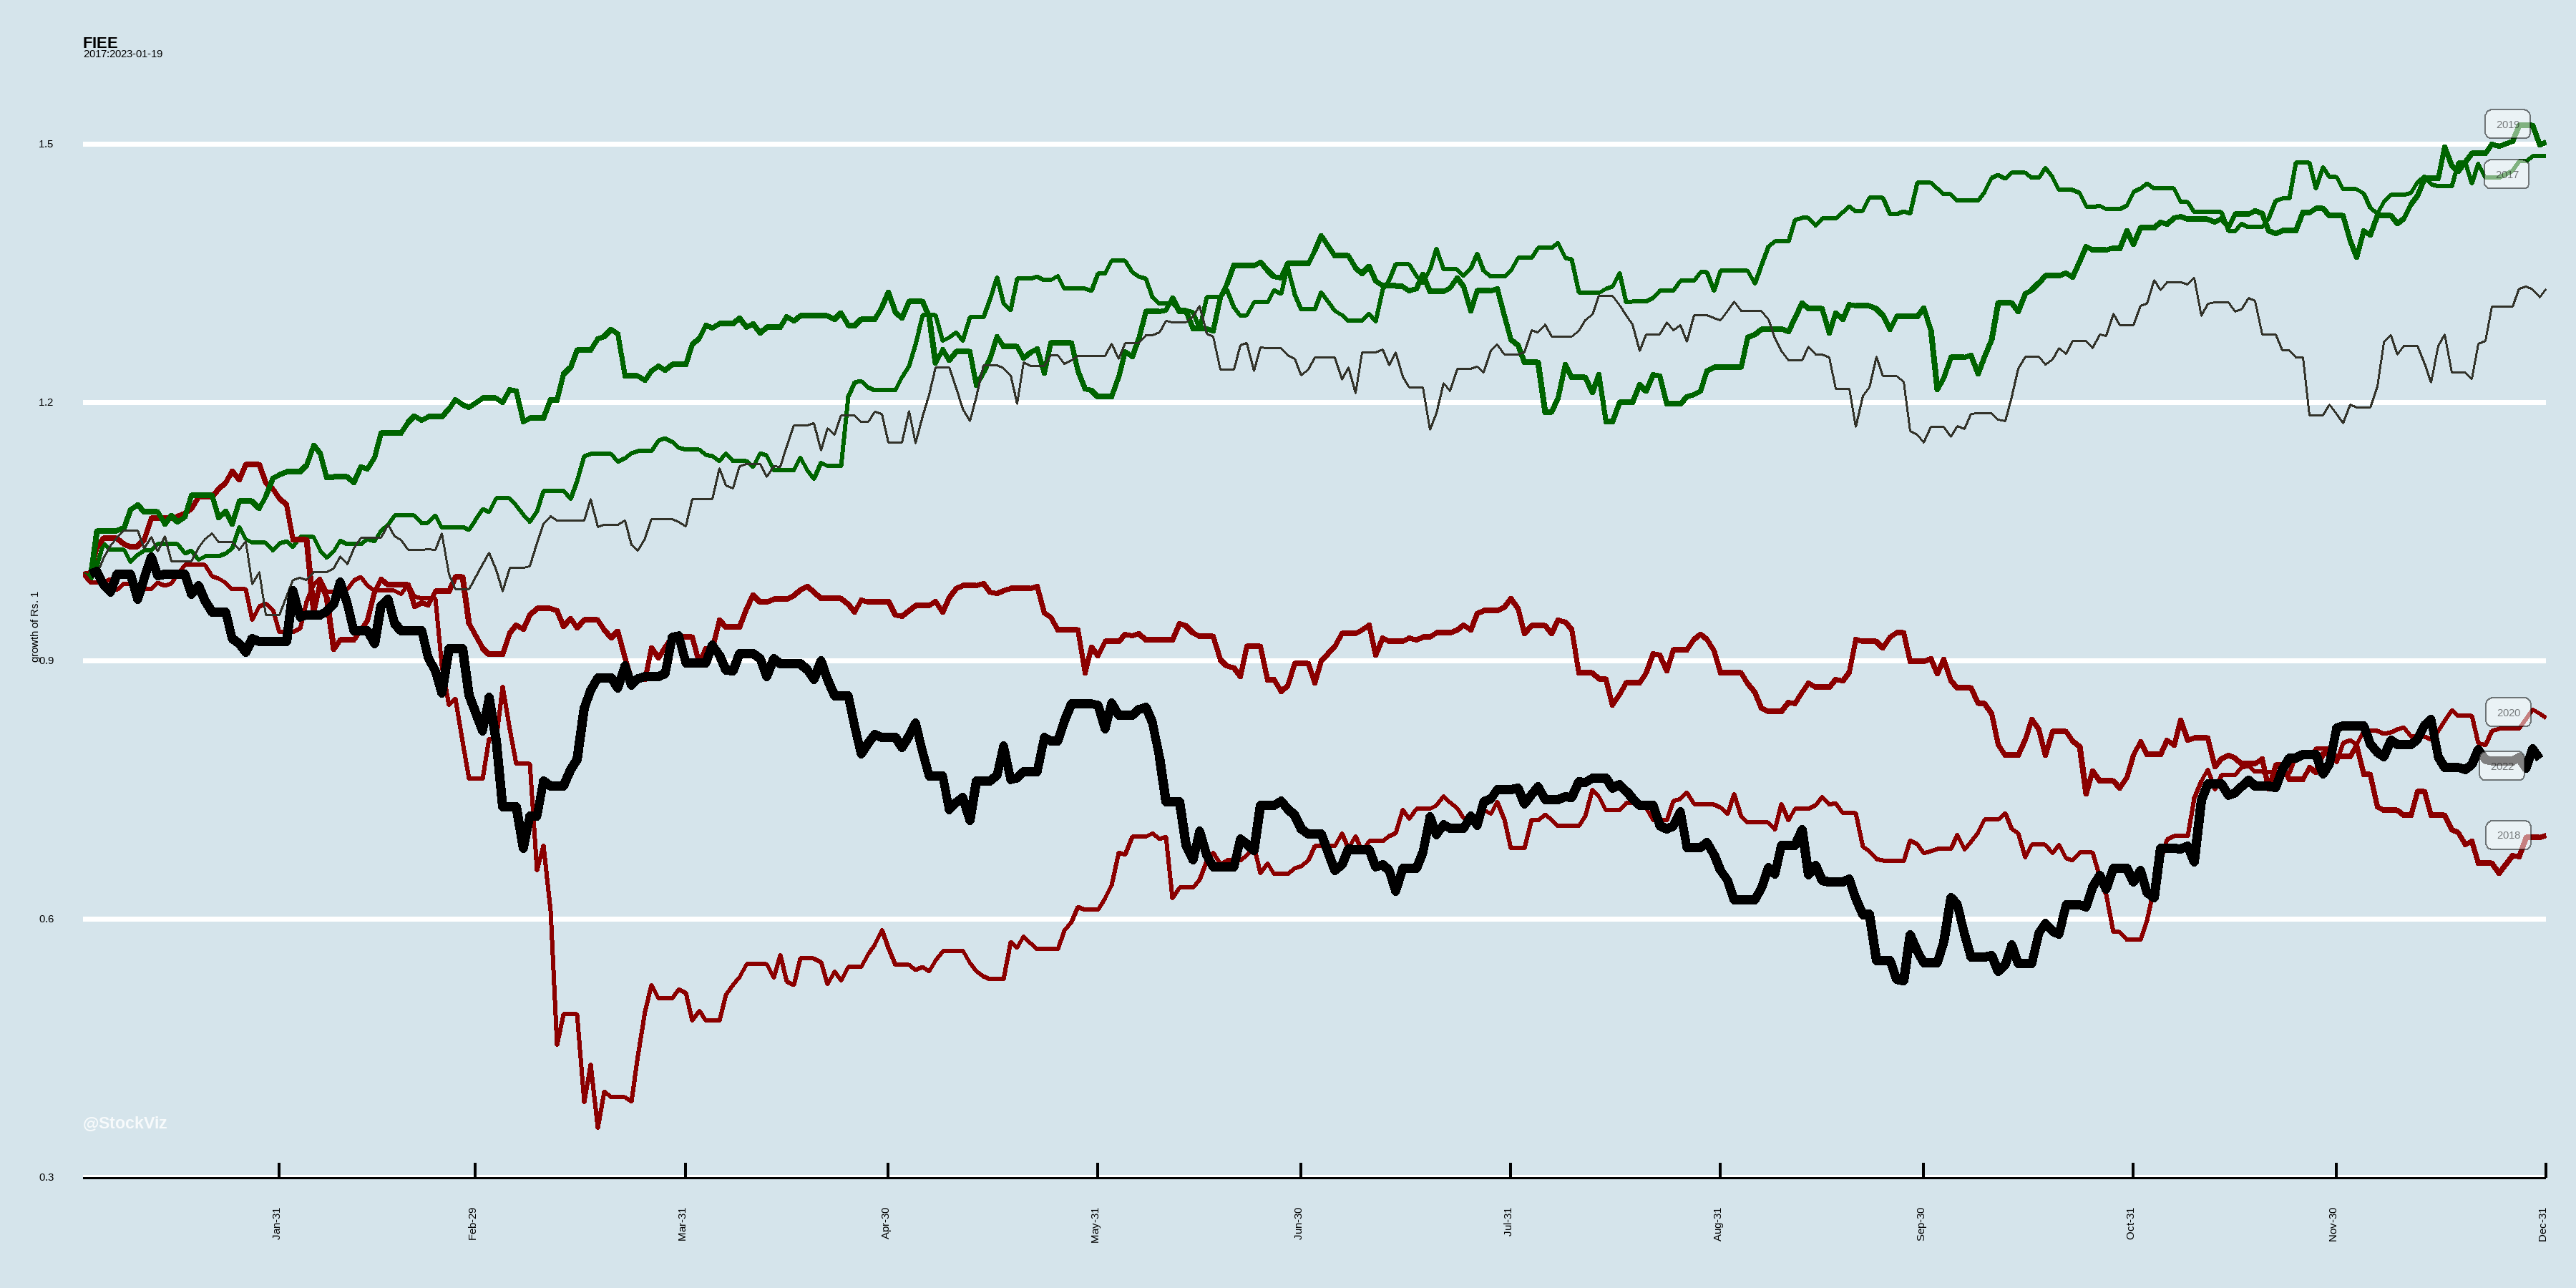 FIEE
2017:2023-01-19
2019
1.5
2017
1.2
growth of Rs. 1
0.9
2020
2022
2018
0.6
@StockViz
0.3
Jan-31
Feb-29
Mar-31
Apr-30
May-31
Jun-30
Jul-31
Aug-31
Sep-30
Oct-31
Nov-30
Dec-31